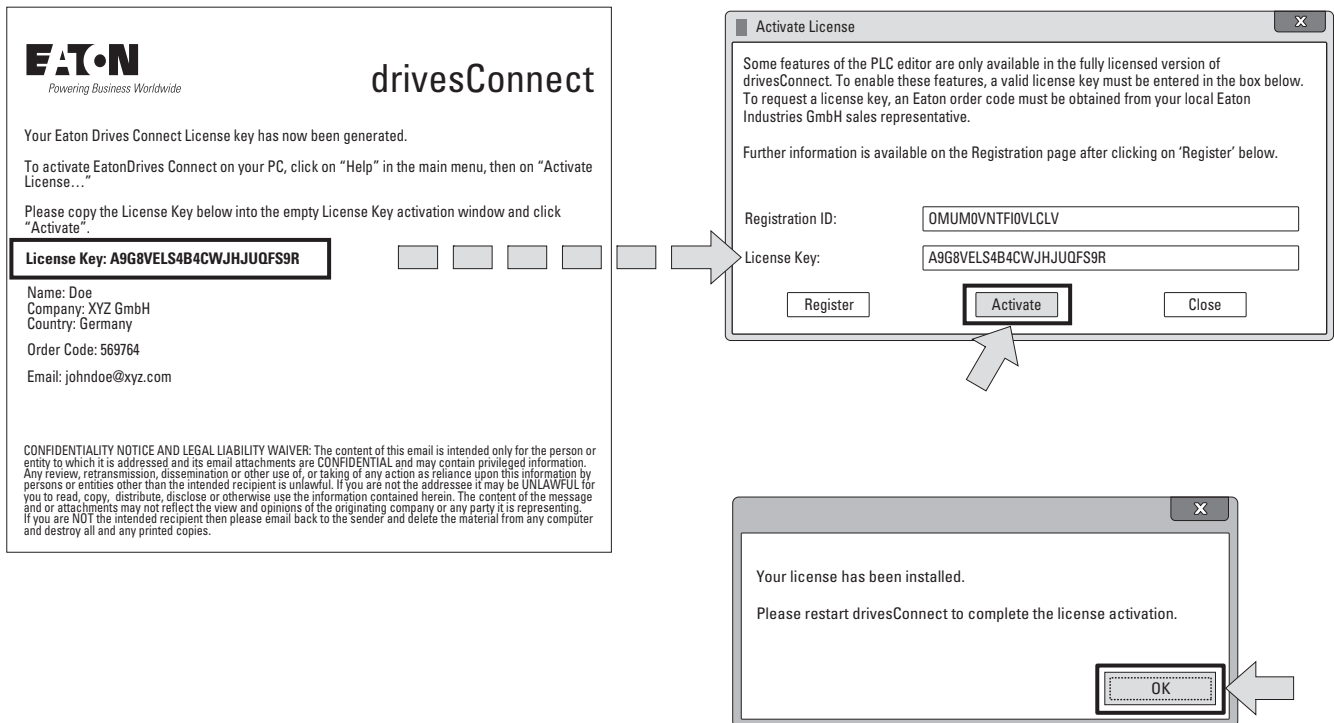 EATON
Powering Business Worldwide
drivesConnect
Your Eaton Drives Connect License key has now been generated.
To activate EatonDrives Connect on your PC, click on "Help" in the main menu, then on "Activate
License…"
Please copy the License Key below into the empty License Key activation window and click
"Activate".
License Key: A9G8VELS4B4CWJHJUQFS9R
Name: Doe
Company: XYZ GmbH
Country: Germany
Order Code: 569764
Email: johndoe@xyz.com
CONFIDENTIALITY NOTICE AND LEGAL LIABILITY WAIVER: The content of this email is intended only for the person or
entity to which it is addressed and its email attachments are CONFIDENTIAL and may contain privileged information.
Any review, retransmission, dissemination or other use of, or taking of any action as reliance upon this information by
persons or entities other than the intended recipient is unlawful. If you are not the addressee it may be UNLAWFUL for
you to read, copy, distribute, disclose or otherwise use the information contained herein. The content of the message
and or attachments may not reflect the view and opinions of the originating company or any party it is representing.
If you are NOT the intended recipient then please email back to the sender and delete the material from any computer
and destroy all and any printed copies.
Activate License
X
Some features of the PLC editor are only available in the fully licensed version of
drivesConnect. To enable these features, a valid license key must be entered in the box below.
To request a license key, an Eaton order code must be obtained from your local Eaton
Industries GmbH sales representative.
Further information is available on the Registration page after clicking on 'Register' below.
Registration ID: OMUM0VNTFI0VLCLV
License Key: A9G8VELS4B4CWJHJUQFS9R
Register Activate Close
X
Your license has been installed.
Please restart drivesConnect to complete the license activation.
OK